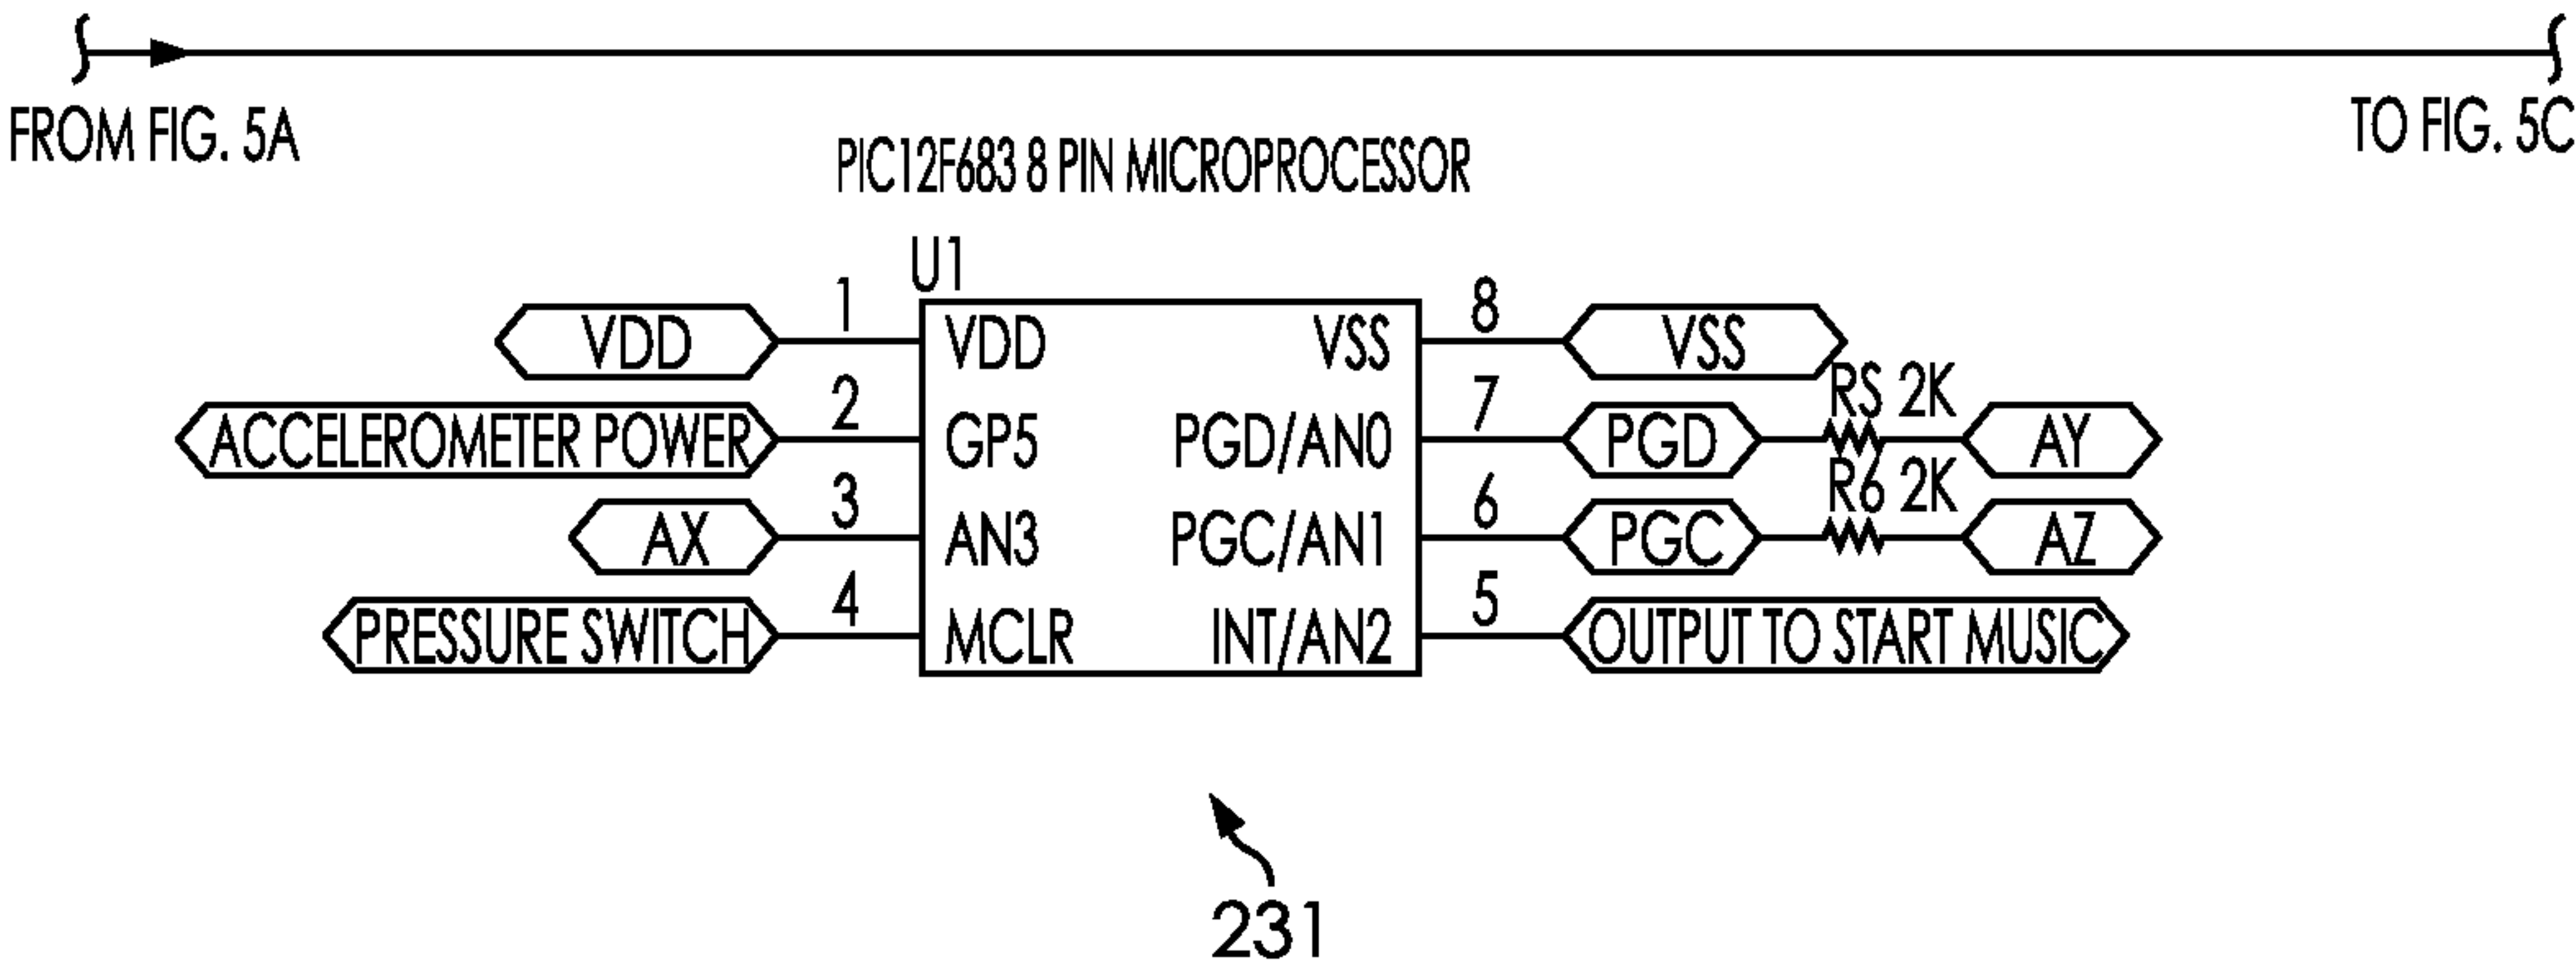 FROM FIG. 5A
TO FIG. 5C
PIC12F683 8 PIN MICROPROCESSOR
U1
VDD 1 VDD VSS 8 VSS
RS 2K
ACCELEROMETER POWER 2 GP5 PGD/AN0 7 PGD AY
R6 2K
AX 3 AN3 PGC/AN1 6 PGC AZ
PRESSURE SWITCH 4 MCLR INT/AN2 5 OUTPUT TO START MUSIC
231